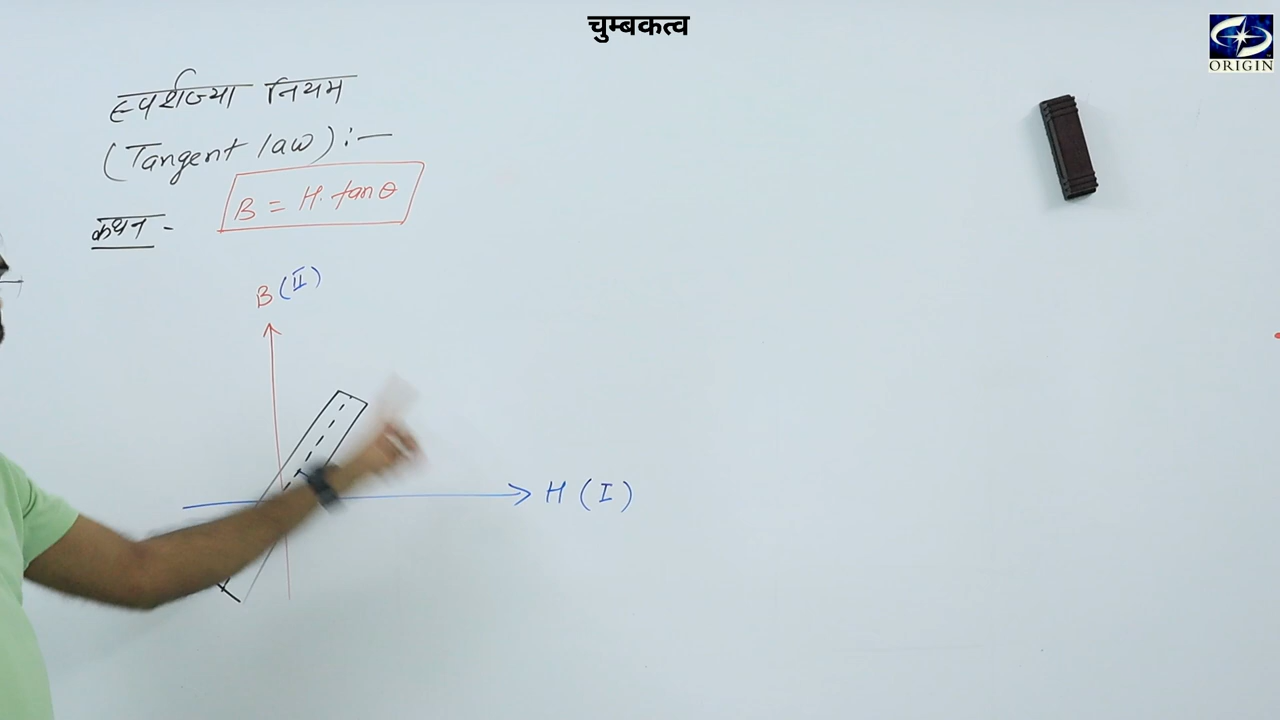 चुम्बकत्व
ORIGIN
स्पर्शज्या नियम
(Tangent law) :-
B = H. tan θ
कथन -
B (II)
H (I)